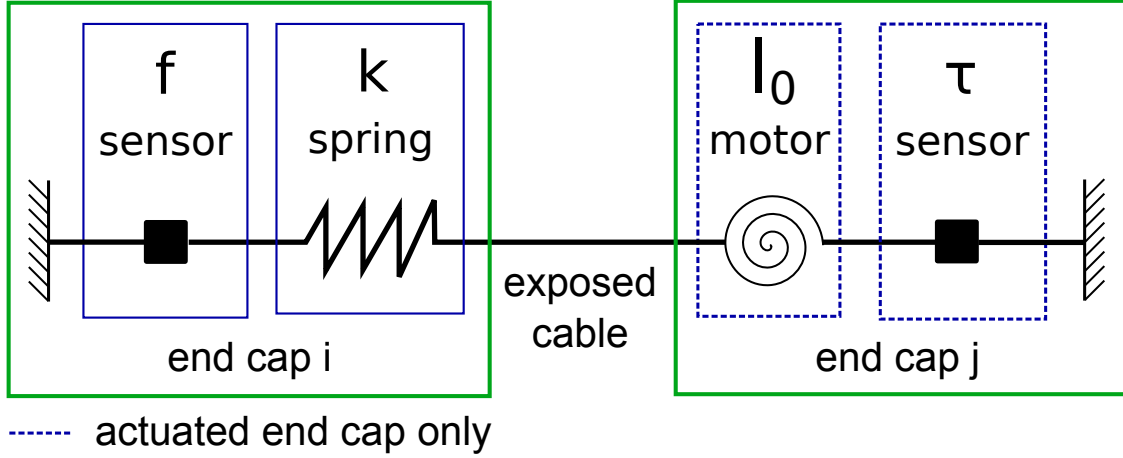 f
sensor
k
spring
l₀
motor
τ
sensor
exposed
cable
end cap i
end cap j
actuated end cap only